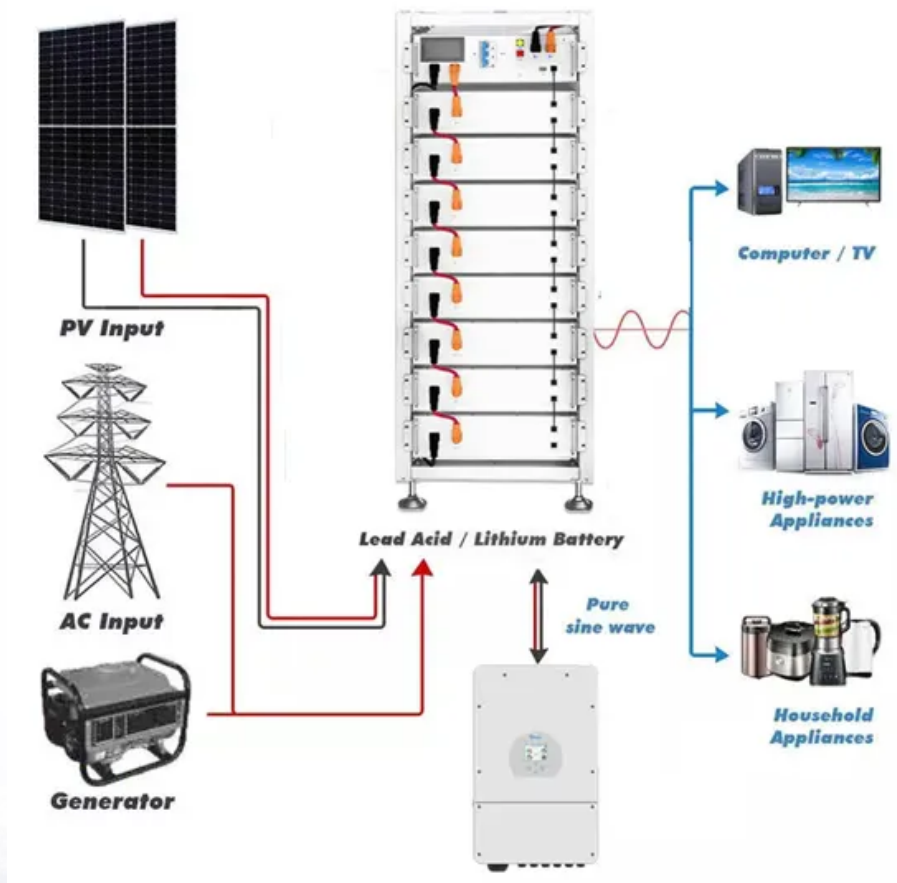 PV Input
AC Input
Generator
Lead Acid / Lithium Battery
Pure
sine wave
Computer / TV
High-power
Appliances
Household
Appliances